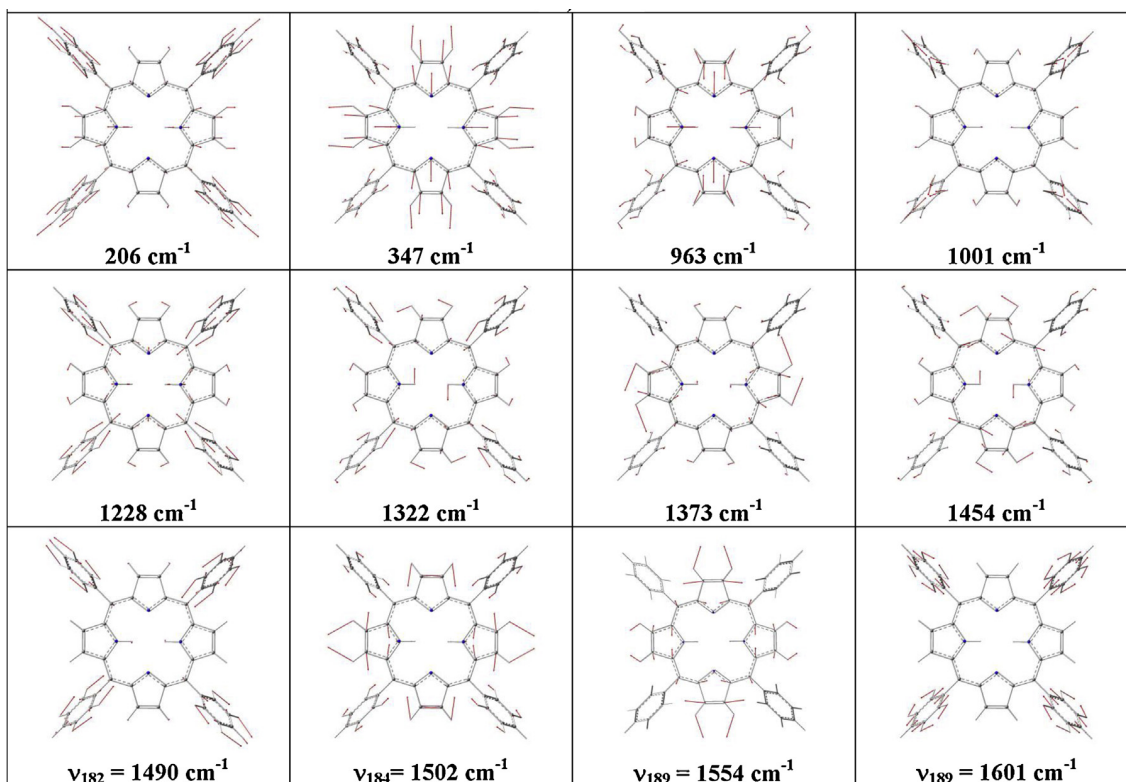 206 cm⁻¹
347 cm⁻¹
963 cm⁻¹
1001 cm⁻¹
1228 cm⁻¹
1322 cm⁻¹
1373 cm⁻¹
1454 cm⁻¹
ν₁₈₂ = 1490 cm⁻¹
ν₁₈₄= 1502 cm⁻¹
ν₁₈₉ = 1554 cm⁻¹
ν₁₈₉ = 1601 cm⁻¹